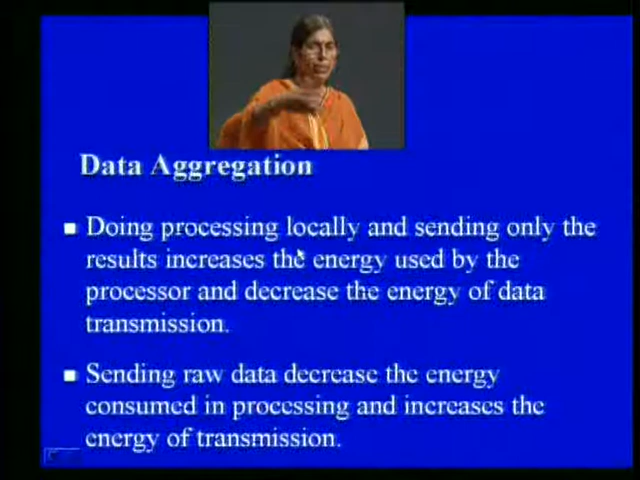 Data Aggregation
Doing processing locally and sending only the
results increases the energy used by the
processor and decrease the energy of data
transmission.
Sending raw data decrease the energy
consumed in processing and increases the
energy of transmission.